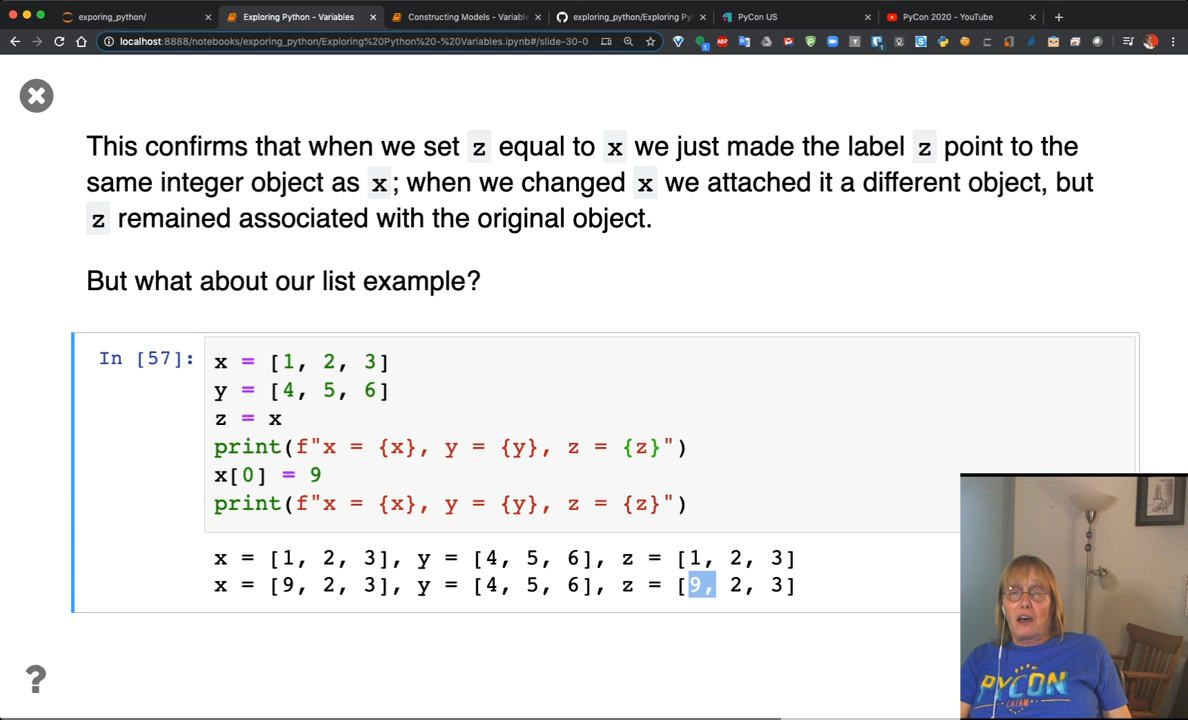 exploring_python/
Exploring Python - Variables
Constructing Models - Variable
exploring_python/Exploring Py
PyCon US
PyCon 2020 - YouTube
localhost:8888/notebooks/exporing_python/Exploring%20Python%20-%20Variables.ipynb#/slide-30-0
This confirms that when we set z equal to x we just made the label z point to the
same integer object as x; when we changed x we attached it a different object, but
z remained associated with the original object.
But what about our list example?
In [57]:
x = [1, 2, 3]
y = [4, 5, 6]
z = x
print(f"x = {x}, y = {y}, z = {z}")
x[0] = 9
print(f"x = {x}, y = {y}, z = {z}")
x = [1, 2, 3], y = [4, 5, 6], z = [1, 2, 3]
x = [9, 2, 3], y = [4, 5, 6], z = [9, 2, 3]
?
PYCON